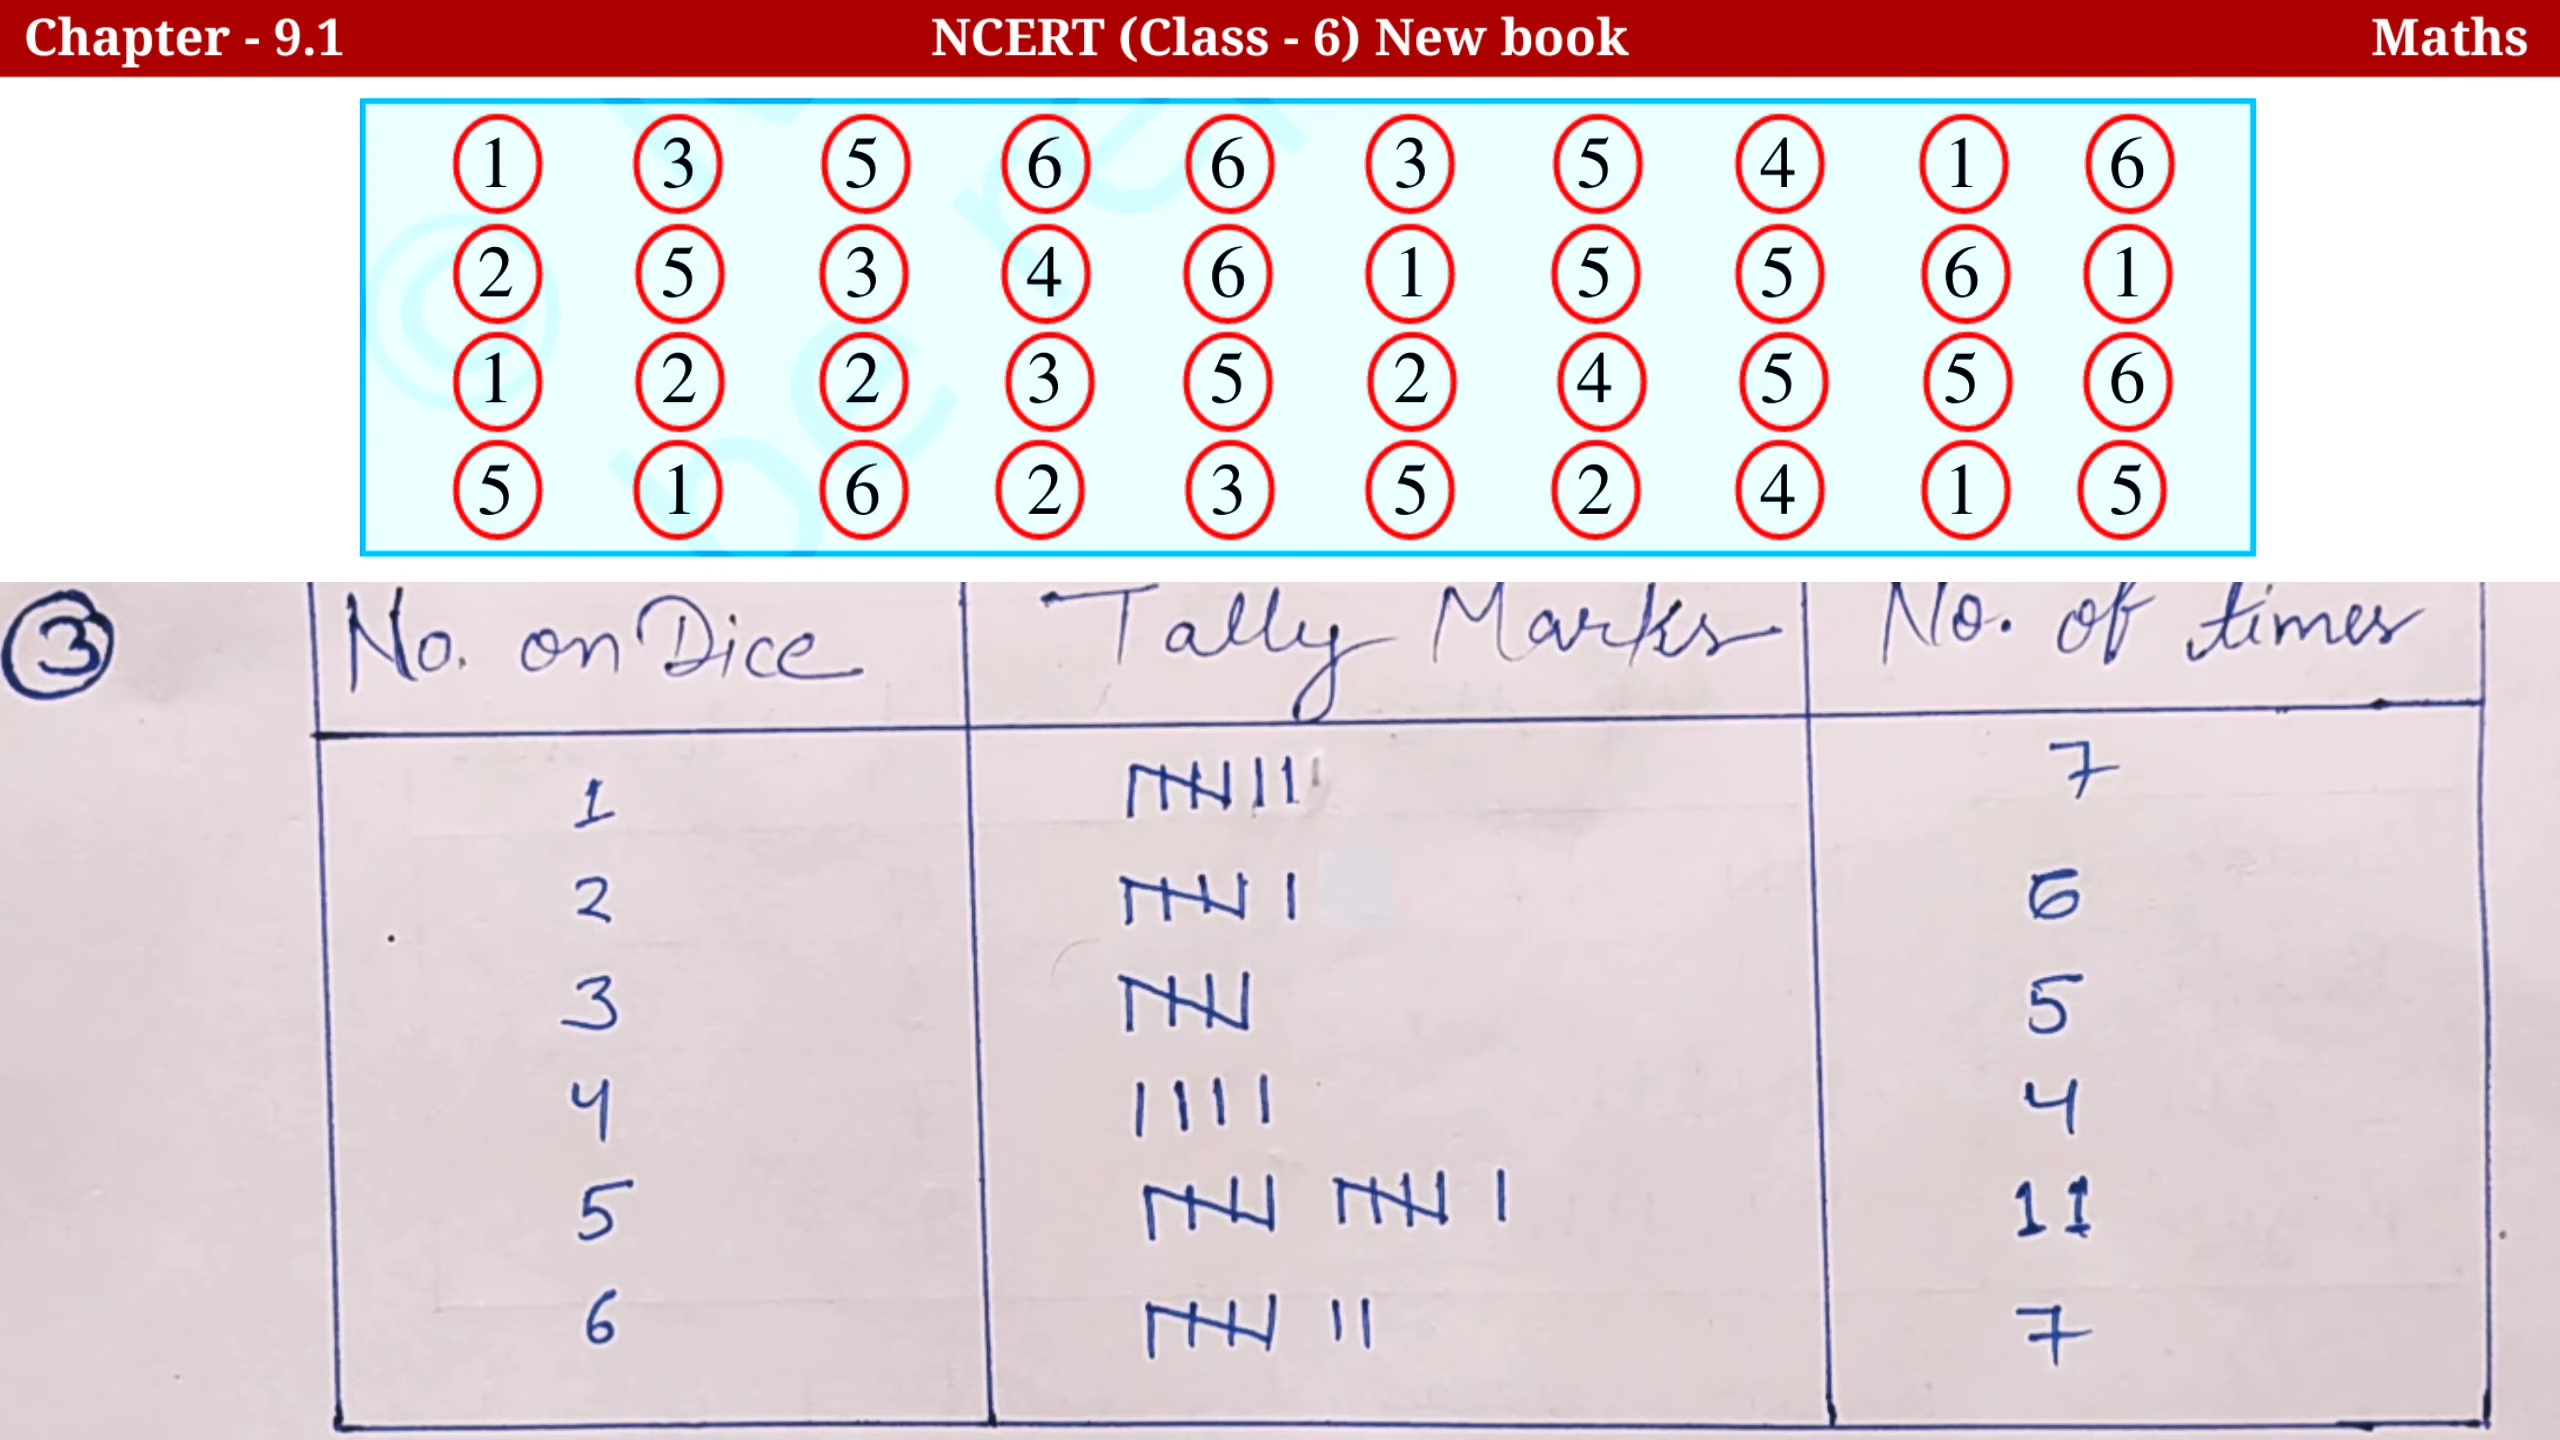 Chapter - 9.1 NCERT (Class - 6) New book Maths
1 3 5 6 6 3 5 4 1 6
2 5 3 4 6 1 5 5 6 1
1 2 2 3 5 2 4 5 5 6
5 1 6 2 3 5 2 4 1 5
③ No. on Dice Tally Marks No. of times
1 7
2 6
3 5
4 4
5 11
6 7